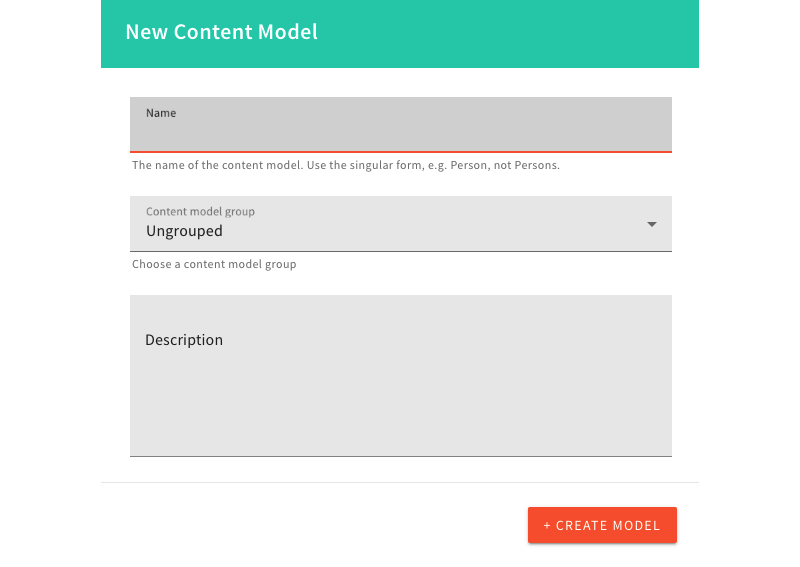 New Content Model
Name
The name of the content model. Use the singular form, e.g. Person, not Persons.
Content model group
Ungrouped
Choose a content model group
Description
+ CREATE MODEL